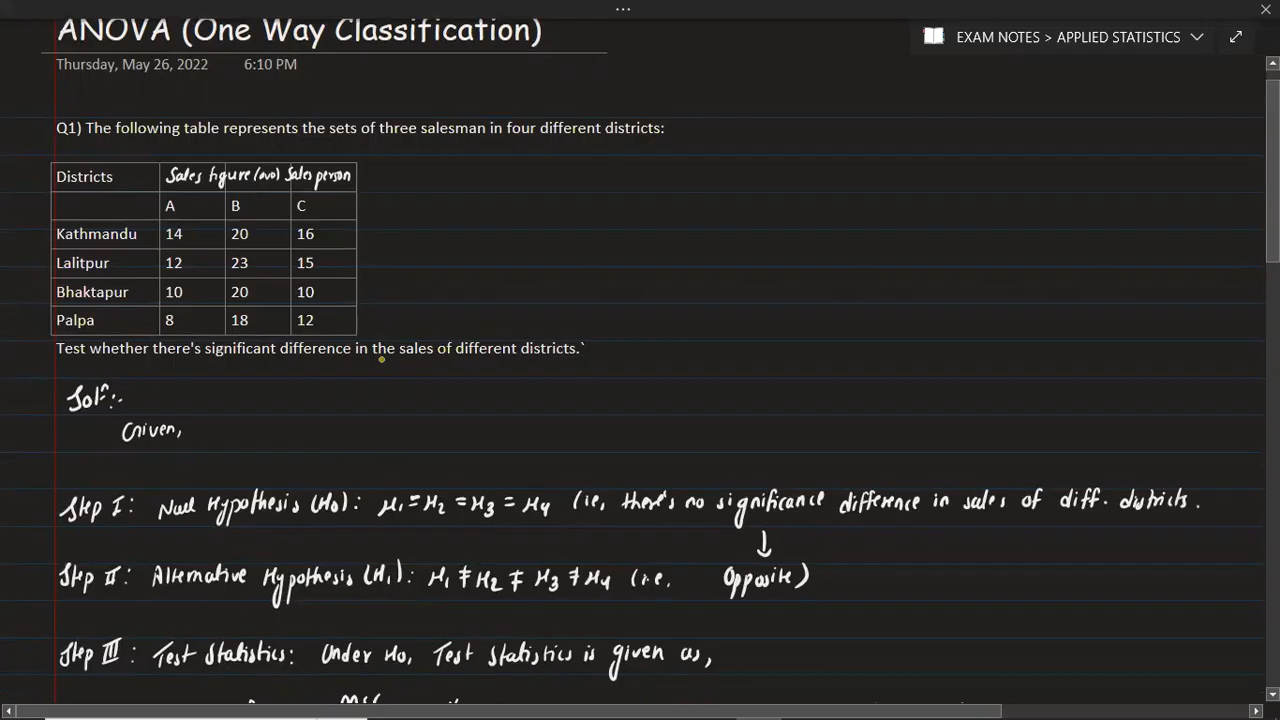 ANOVA (One Way Classification)
EXAM NOTES > APPLIED STATISTICS
Thursday, May 26, 2022 6:10 PM
Q1) The following table represents the sets of three salesman in four different districts:
Districts Sales figure (000) Sales person
A B C
Kathmandu 14 20 16
Lalitpur 12 23 15
Bhaktapur 10 20 10
Palpa 8 18 12
Test whether there's significant difference in the sales of different districts.`
Solⁿ:-
Given,
Step I: Null Hypothesis (H0): μ1 = μ2 = μ3 = μ4 (i.e, there's no significance difference in sales of diff. districts.
Step II: Alternative Hypothesis (H1): μ1 ≠ μ2 ≠ μ3 ≠ μ4 (i.e. Opposite)
Step III: Test Statistics: Under H0, Test Statistics is given as,